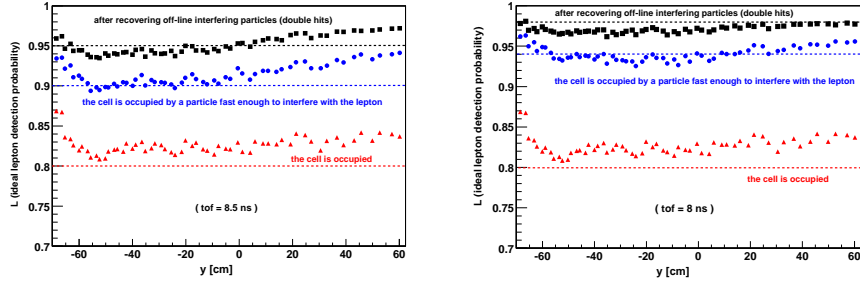 after recovering off-line interfering particles (double hits)
the cell is occupied by a particle fast enough to interfere with the lepton
the cell is occupied
( tof = 8.5 ns )
L (ideal lepton detection probability)
1
0.95
0.9
0.85
0.8
0.75
0.7
-60 -40 -20 0 20 40 60
y [cm]
after recovering off-line interfering particles (double hits)
the cell is occupied by a particle fast enough to interfere with the lepton
the cell is occupied
( tof = 8 ns )
L (ideal lepton detection probability)
1
0.95
0.9
0.85
0.8
0.75
0.7
-60 -40 -20 0 20 40 60
y [cm]